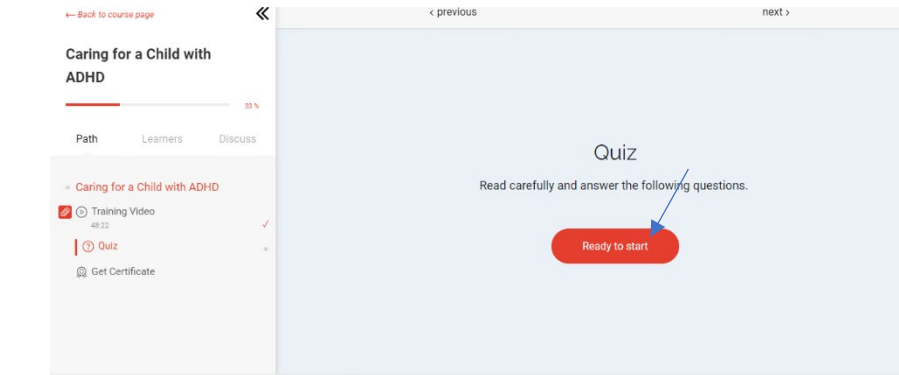 ← Back to course page
Caring for a Child with
ADHD
33 %
Path Learners Discuss
Caring for a Child with ADHD
Training Video
48:22
Quiz
Get Certificate
‹ previous next ›
Quiz
Read carefully and answer the following questions.
Ready to start